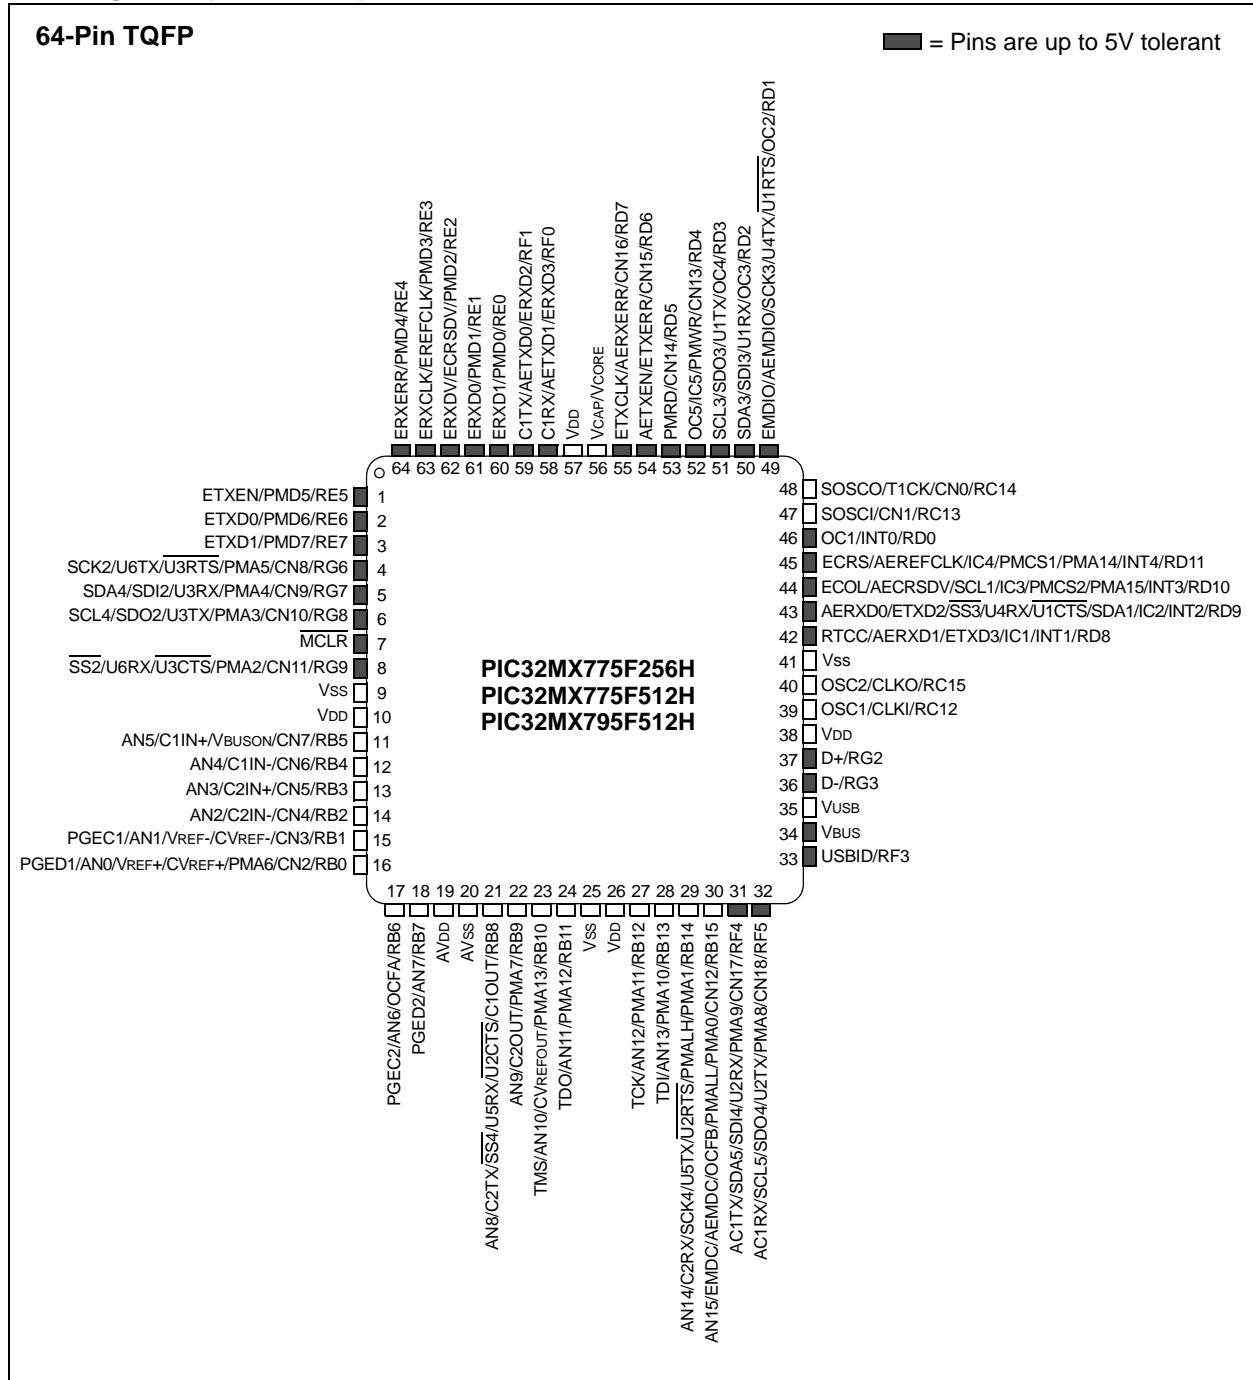 64-Pin TQFP
= Pins are up to 5V tolerant
ERXERR/PMD4/RE4
ERXCLK/EREFCLK/PMD3/RE3
ERXDV/ECRSDV/PMD2/RE2
ERXD0/PMD1/RE1
ERXD1/PMD0/RE0
C1TX/AETXD0/ERXD2/RF1
C1RX/AETXD1/ERXD3/RF0
VDD
VCAP/VCORE
ETXCLK/AERXERR/CN16/RD7
AETXEN/ETXERR/CN15/RD6
PMRD/CN14/RD5
OC5/IC5/PMWR/CN13/RD4
SCL3/SDO3/U1TX/OC4/RD3
SDA3/SDI3/U1RX/OC3/RD2
EMDIO/AEMDIO/SCK3/U4TX/U1RTS/OC2/RD1
64 63 62 61 60 59 58 57 56 55 54 53 52 51 50 49
ETXEN/PMD5/RE5 1
ETXD0/PMD6/RE6 2
ETXD1/PMD7/RE7 3
SCK2/U6TX/U3RTS/PMA5/CN8/RG6 4
SDA4/SDI2/U3RX/PMA4/CN9/RG7 5
SCL4/SDO2/U3TX/PMA3/CN10/RG8 6
MCLR 7
SS2/U6RX/U3CTS/PMA2/CN11/RG9 8
VSS 9
VDD 10
AN5/C1IN+/VBUSON/CN7/RB5 11
AN4/C1IN-/CN6/RB4 12
AN3/C2IN+/CN5/RB3 13
AN2/C2IN-/CN4/RB2 14
PGEC1/AN1/VREF-/CVREF-/CN3/RB1 15
PGED1/AN0/VREF+/CVREF+/PMA6/CN2/RB0 16
PIC32MX775F256H
PIC32MX775F512H
PIC32MX795F512H
48 SOSCO/T1CK/CN0/RC14
47 SOSCI/CN1/RC13
46 OC1/INT0/RD0
45 ECRS/AEREFCLK/IC4/PMCS1/PMA14/INT4/RD11
44 ECOL/AECRSDV/SCL1/IC3/PMCS2/PMA15/INT3/RD10
43 AERXD0/ETXD2/SS3/U4RX/U1CTS/SDA1/IC2/INT2/RD9
42 RTCC/AERXD1/ETXD3/IC1/INT1/RD8
41 Vss
40 OSC2/CLKO/RC15
39 OSC1/CLKI/RC12
38 VDD
37 D+/RG2
36 D-/RG3
35 VUSB
34 VBUS
33 USBID/RF3
17 18 19 20 21 22 23 24 25 26 27 28 29 30 31 32
PGEC2/AN6/OCFA/RB6
PGED2/AN7/RB7
AVDD
AVSS
AN8/C2TX/SS4/U5RX/U2CTS/C1OUT/RB8
AN9/C2OUT/PMA7/RB9
TMS/AN10/CVREFOUT/PMA13/RB10
TDO/AN11/PMA12/RB11
VSS
VDD
TCK/AN12/PMA11/RB12
TDI/AN13/PMA10/RB13
AN14/C2RX/SCK4/U5TX/U2RTS/PMALH/PMA1/RB14
AN15/EMDC/AEMDC/OCFB/PMALL/PMA0/CN12/RB15
AC1TX/SDA5/SDI4/U2RX/PMA9/CN17/RF4
AC1RX/SCL5/SDO4/U2TX/PMA8/CN18/RF5